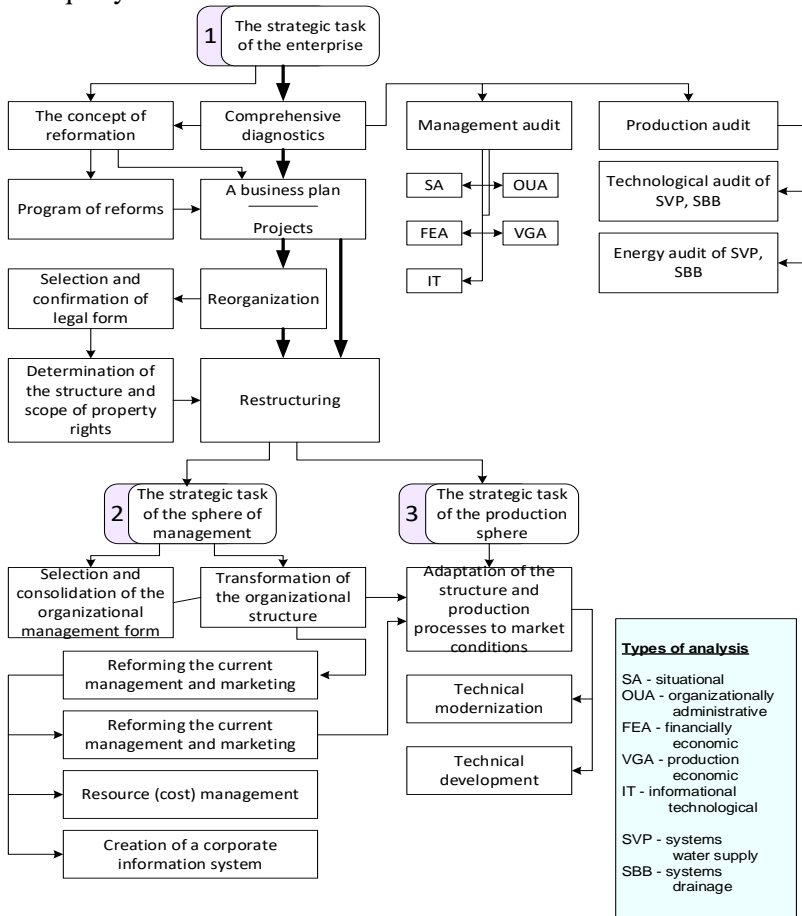 1
The strategic task
of the enterprise
The concept of
reformation
Comprehensive
diagnostics
Management audit
Production audit
Program of reforms
A business plan
Projects
SA
OUA
FEA
VGA
IT
Technological audit of
SVP, SBB
Energy audit of SVP,
SBB
Selection and
confirmation of
legal form
Reorganization
Determination of
the structure and
scope of property
rights
Restructuring
2
The strategic task
of the sphere of
management
3
The strategic task
of the production
sphere
Selection and
consolidation of the
organizational
management form
Transformation of
the organizational
structure
Adaptation of the
structure and
production
processes to market
conditions
Reforming the current
management and marketing
Reforming the current
management and marketing
Resource (cost) management
Creation of a corporate
information system
Technical
modernization
Technical
development
Types of analysis
SA - situational
OUA - organizationally
administrative
FEA - financially
economic
VGA - production
economic
IT - informational
technological
SVP - systems
water supply
SBB - systems
drainage